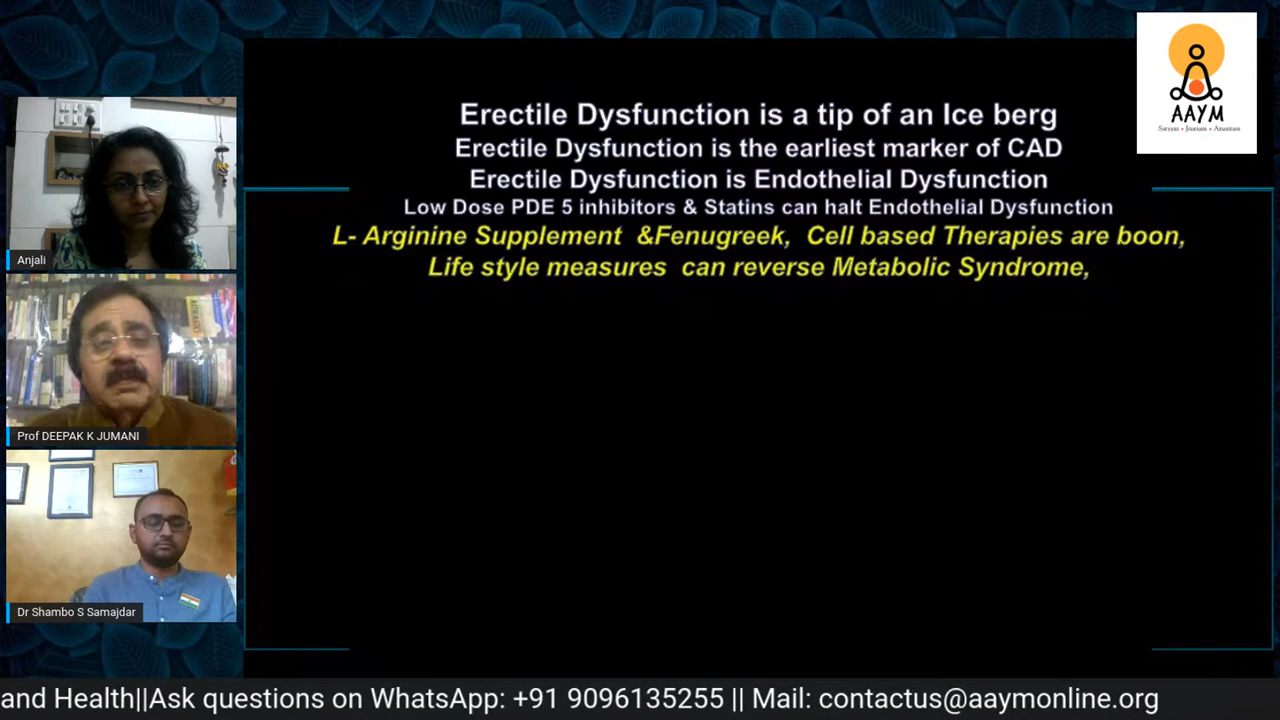 Erectile Dysfunction is a tip of an Ice berg
Erectile Dysfunction is the earliest marker of CAD
Erectile Dysfunction is Endothelial Dysfunction
Low Dose PDE 5 inhibitors & Statins can halt Endothelial Dysfunction
L- Arginine Supplement &Fenugreek, Cell based Therapies are boon,
Life style measures can reverse Metabolic Syndrome,
AAYM
Satyam • Jnanam • Anantam
Anjali
Prof DEEPAK K JUMANI
Dr Shambo S Samajdar
and Health||Ask questions on WhatsApp: +91 9096135255 || Mail: contactus@aaymonline.org